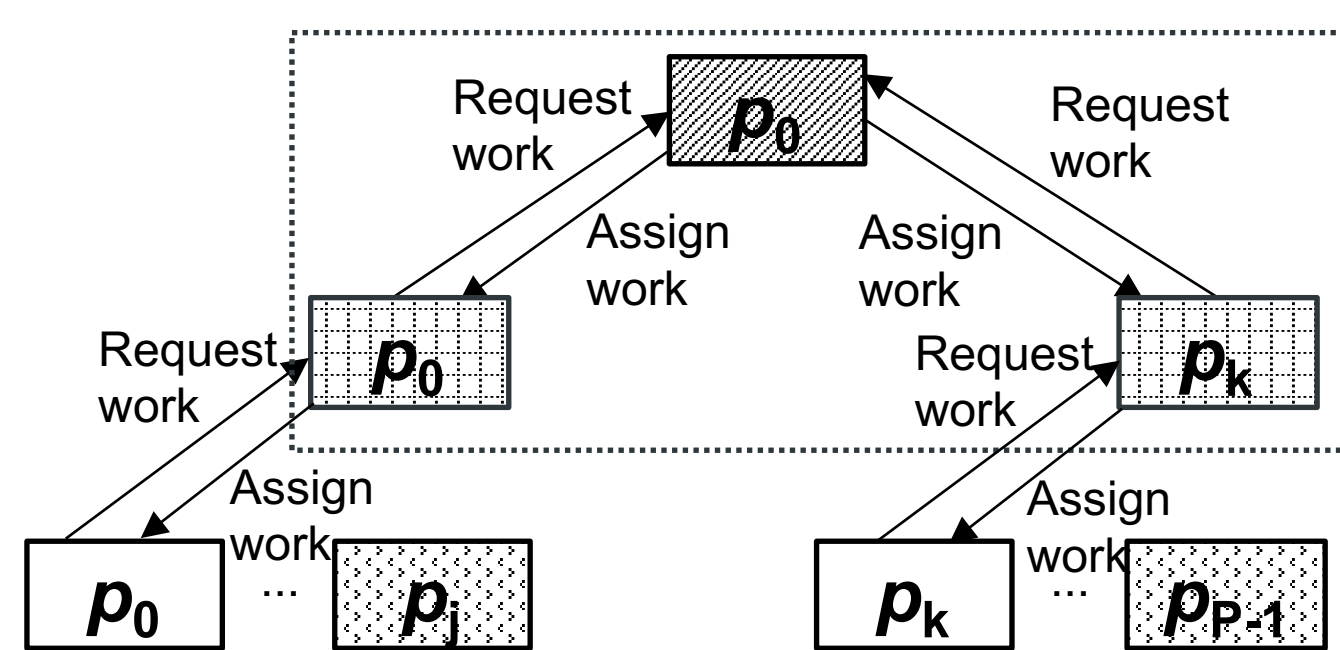 Request
work
p0
Request
work
Assign
work
Assign
work
p0
Request
work
pk
Request
work
Assign
work
Assign
work
p0
...
pj
pk
...
pP-1